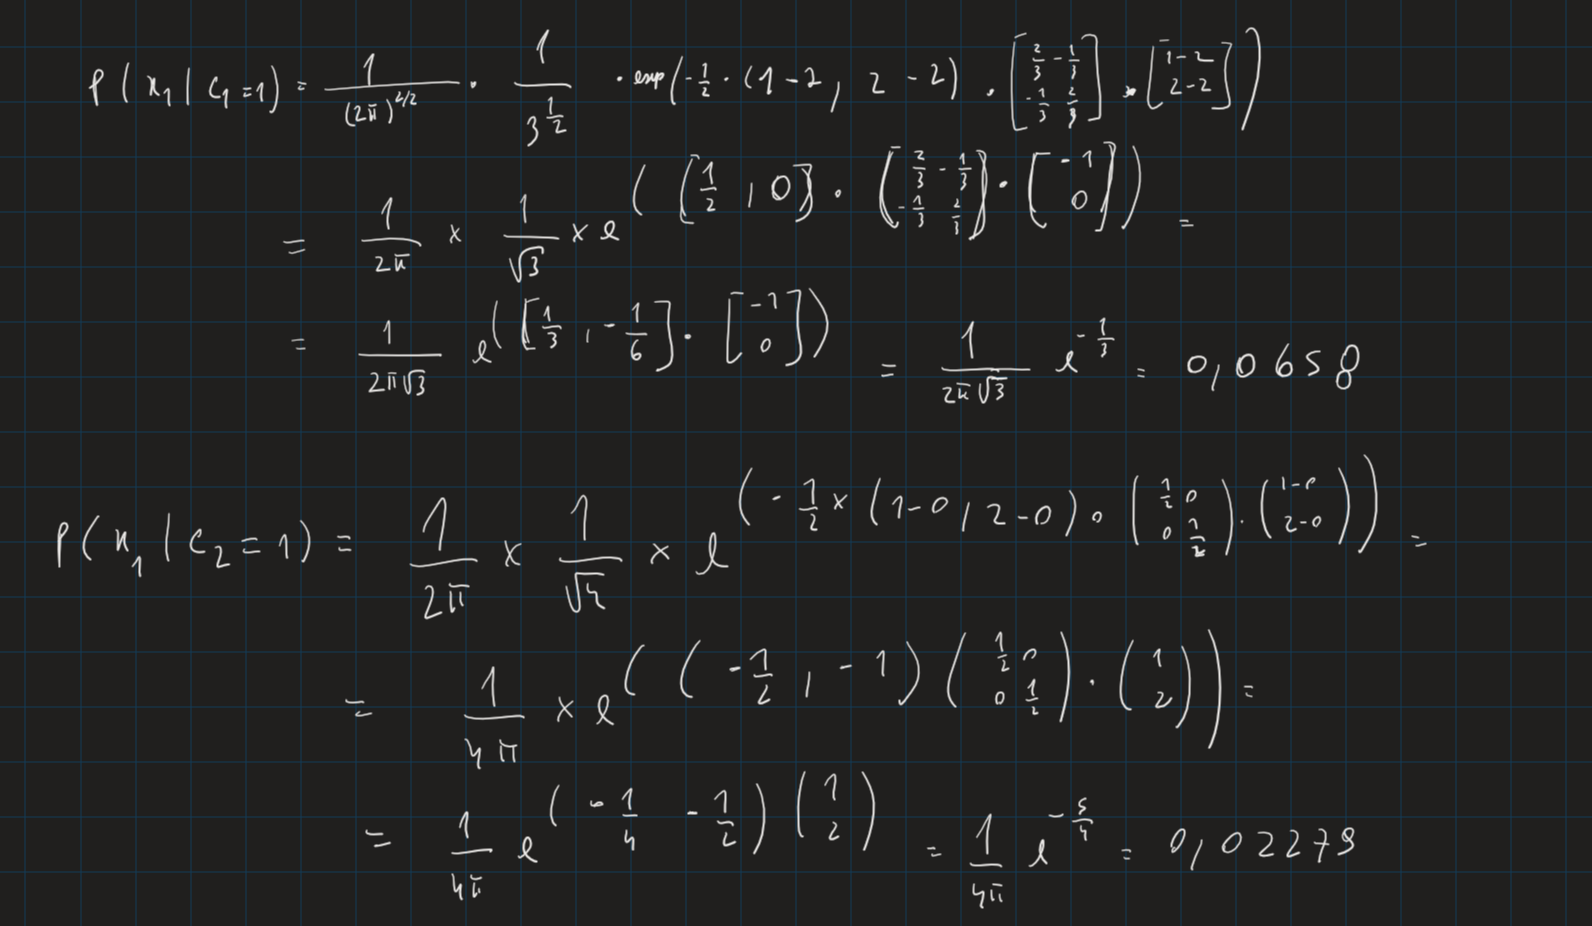 P(x₁ | c₁ = 1) = 1/(2π)^(2/2) · 1/3^(1/2) · exp(-1/2 · (1-2, 2-2) · [2/3 -1/3; -1/3 2/3] · [1-2; 2-2])
= 1/2π × 1/√3 × e^([1/2, 0] · [2/3 -1/3; -1/3 2/3] · [-1; 0]) =
= 1/2π√3 e^([1/3, -1/6] · [-1; 0]) = 1/2π√3 e^(-1/3) = 0,0658
P(x₁ | c₂ = 1) = 1/2π × 1/√4 × e^(-1/2 × (1-0, 2-0) · (1/2 0; 0 1/2) · (1-0; 2-0)) =
= 1/4π × e^((-1/2, -1) (1/2 0; 0 1/2) · (1; 2)) =
= 1/4π e^(-1/4 -1/2) (1; 2) = 1/4π e^(-5/4) = 0,02279